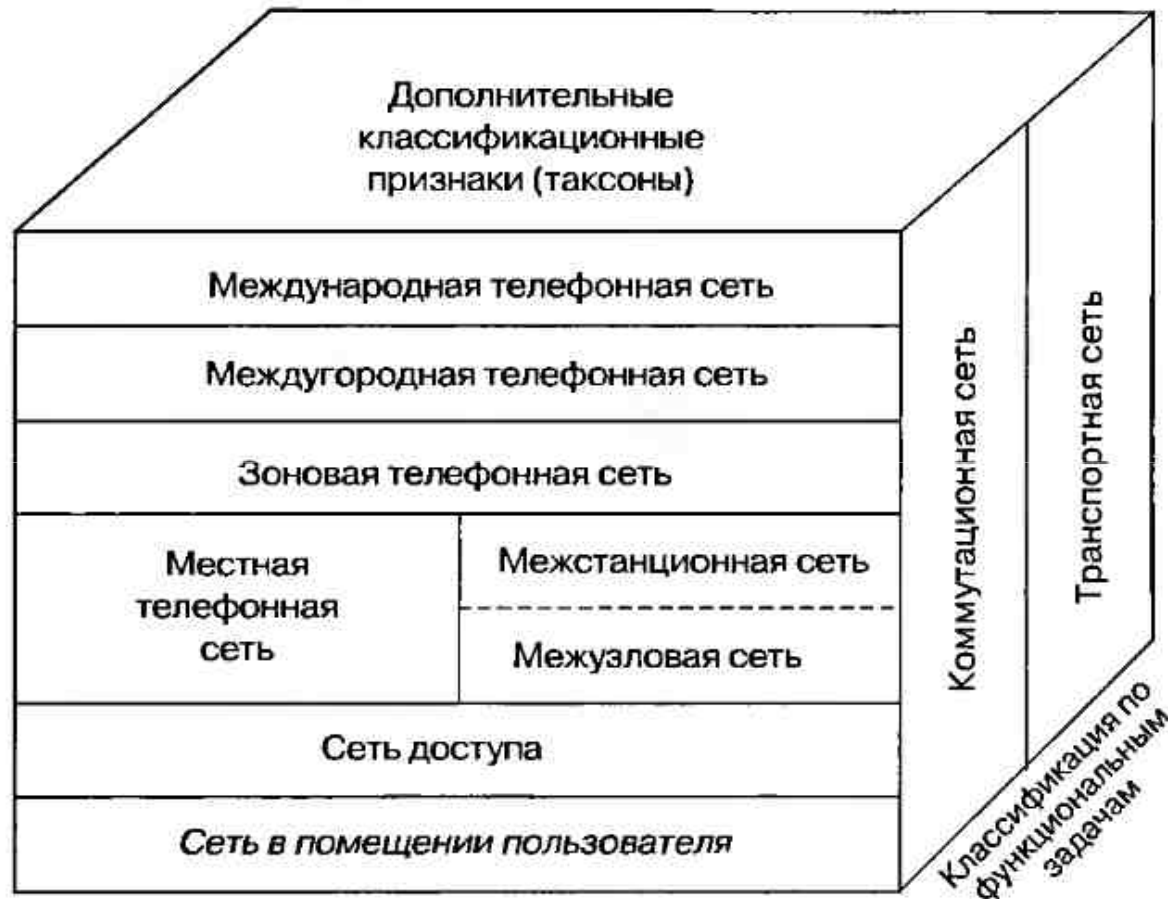 Дополнительные
классификационные
признаки (таксоны)
Международная телефонная сеть
Междугородная телефонная сеть
Зоновая телефонная сеть
Местная
телефонная
сеть
Межстанционная сеть
Межузловая сеть
Сеть доступа
Сеть в помещении пользователя
Коммутационная сеть
Транспортная сеть
Классификация по
функциональным
задачам